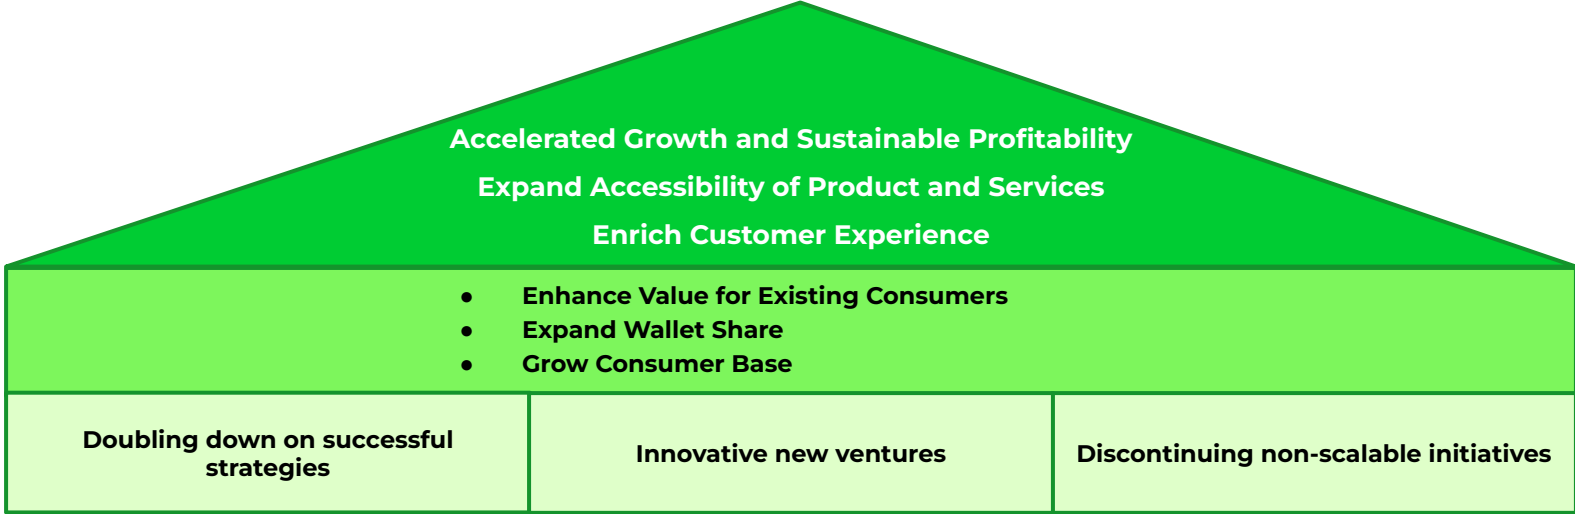 Accelerated Growth and Sustainable Profitability
Expand Accessibility of Product and Services
Enrich Customer Experience
● Enhance Value for Existing Consumers
● Expand Wallet Share
● Grow Consumer Base
Doubling down on successful
strategies
Innovative new ventures
Discontinuing non-scalable initiatives